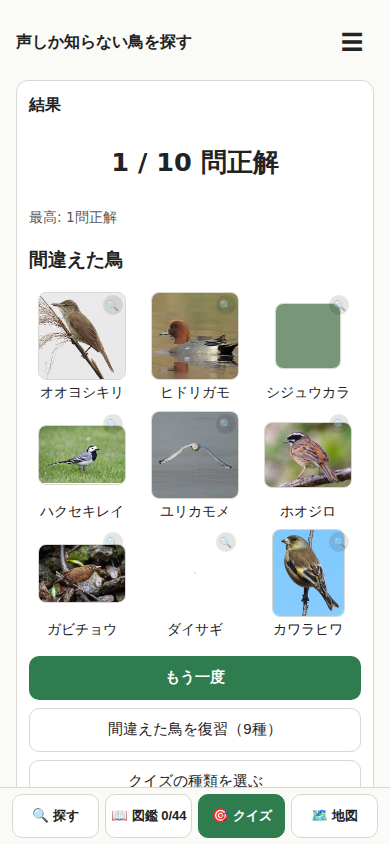 声しか知らない鳥を探す
結果
1 / 10 問正解
最高: 1問正解
間違えた鳥
オオヨシキリ
ヒドリガモ
シジュウカラ
ハクセキレイ
ユリカモメ
ホオジロ
ガビチョウ
ダイサギ
カワラヒワ
もう一度
間違えた鳥を復習（9種）
クイズの種類を選ぶ
探す
図鑑 0/44
クイズ
地図